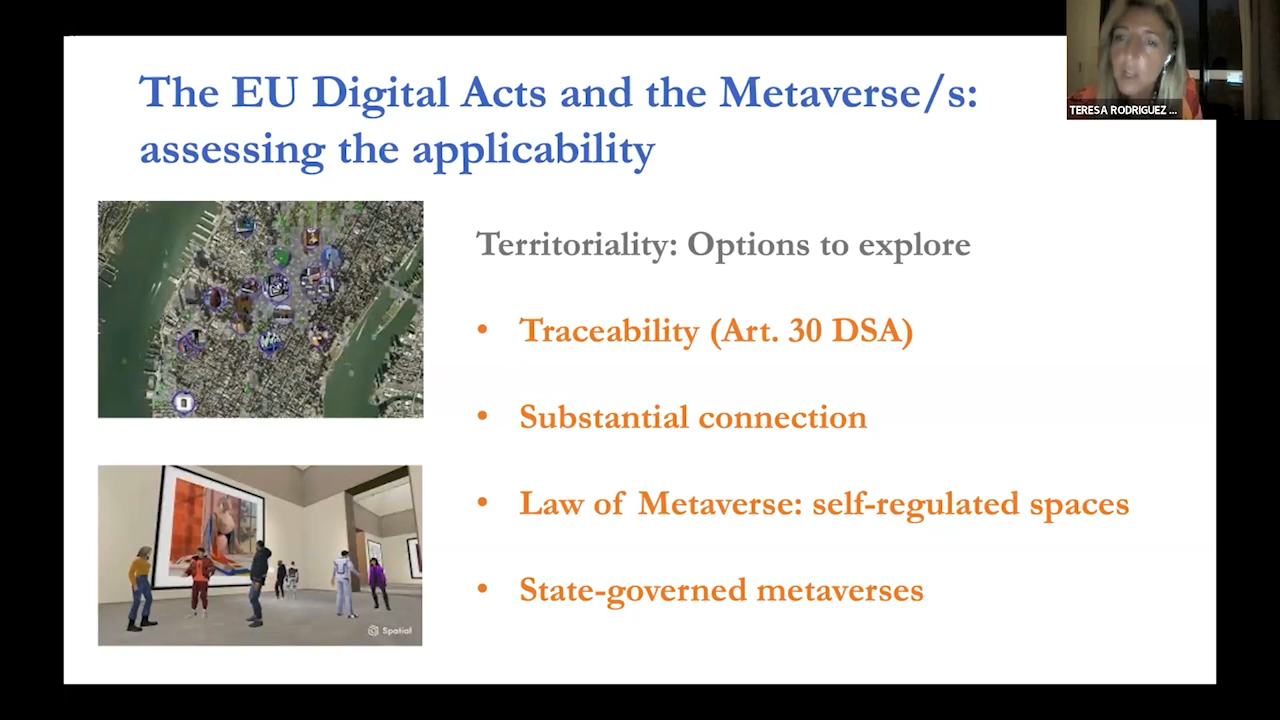 The EU Digital Acts and the Metaverse/s:
assessing the applicability
TERESA RODRIGUEZ ...
Territoriality: Options to explore
• Traceability (Art. 30 DSA)
• Substantial connection
• Law of Metaverse: self-regulated spaces
• State-governed metaverses
Spatial